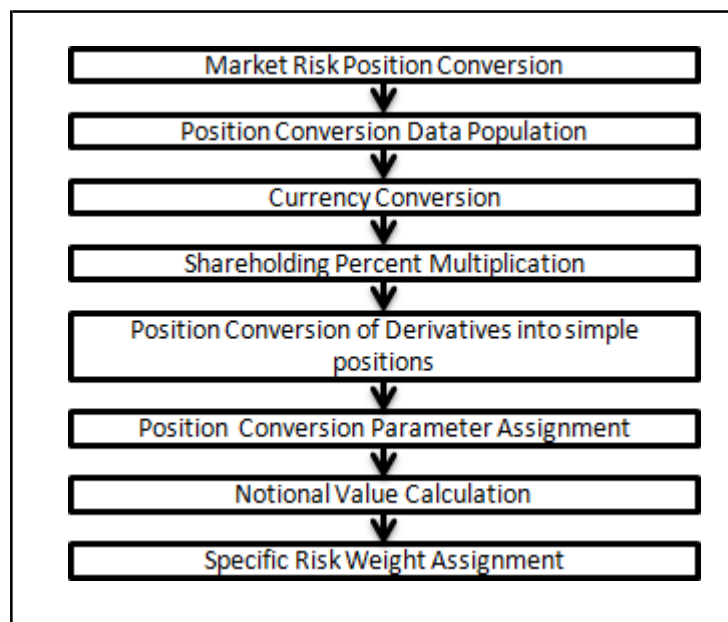 Market Risk Position Conversion
Position Conversion Data Population
Currency Conversion
Shareholding Percent Multiplication
Position Conversion of Derivatives into simple
positions
Position Conversion Parameter Assignment
Notional Value Calculation
Specific Risk Weight Assignment